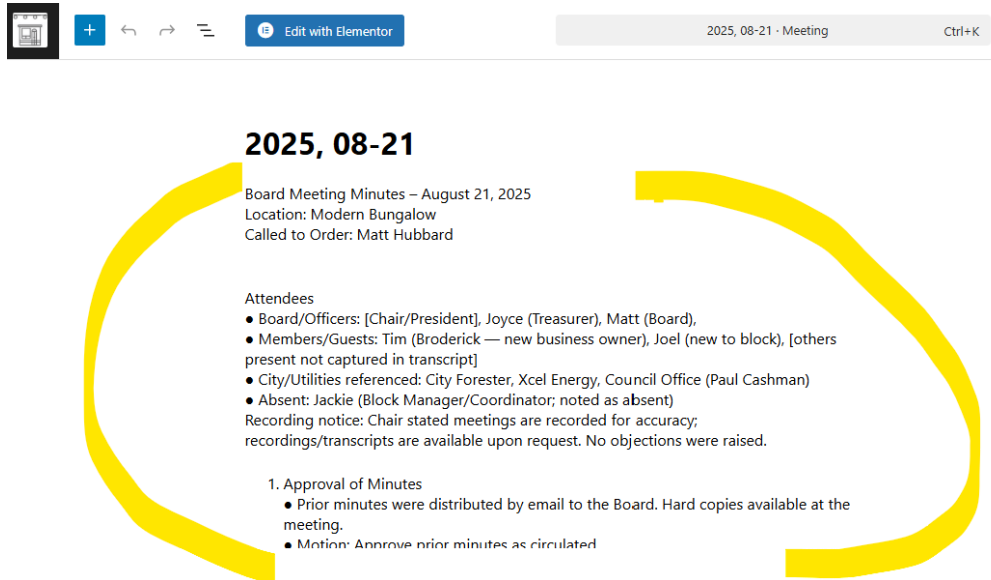 Edit with Elementor
2025, 08-21 · Meeting
Ctrl+K
2025, 08-21
Board Meeting Minutes – August 21, 2025
Location: Modern Bungalow
Called to Order: Matt Hubbard
Attendees
● Board/Officers: [Chair/President], Joyce (Treasurer), Matt (Board),
● Members/Guests: Tim (Broderick — new business owner), Joel (new to block), [others
present not captured in transcript]
● City/Utilities referenced: City Forester, Xcel Energy, Council Office (Paul Cashman)
● Absent: Jackie (Block Manager/Coordinator; noted as absent)
Recording notice: Chair stated meetings are recorded for accuracy;
recordings/transcripts are available upon request. No objections were raised.
1. Approval of Minutes
● Prior minutes were distributed by email to the Board. Hard copies available at the
meeting.
● Motion: Approve prior minutes as circulated